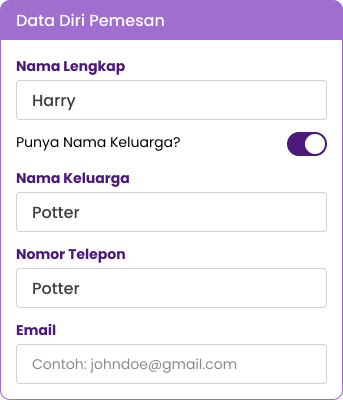 Data Diri Pemesan
Nama Lengkap
Harry
Punya Nama Keluarga?
Nama Keluarga
Potter
Nomor Telepon
Potter
Email
Contoh: johndoe@gmail.com